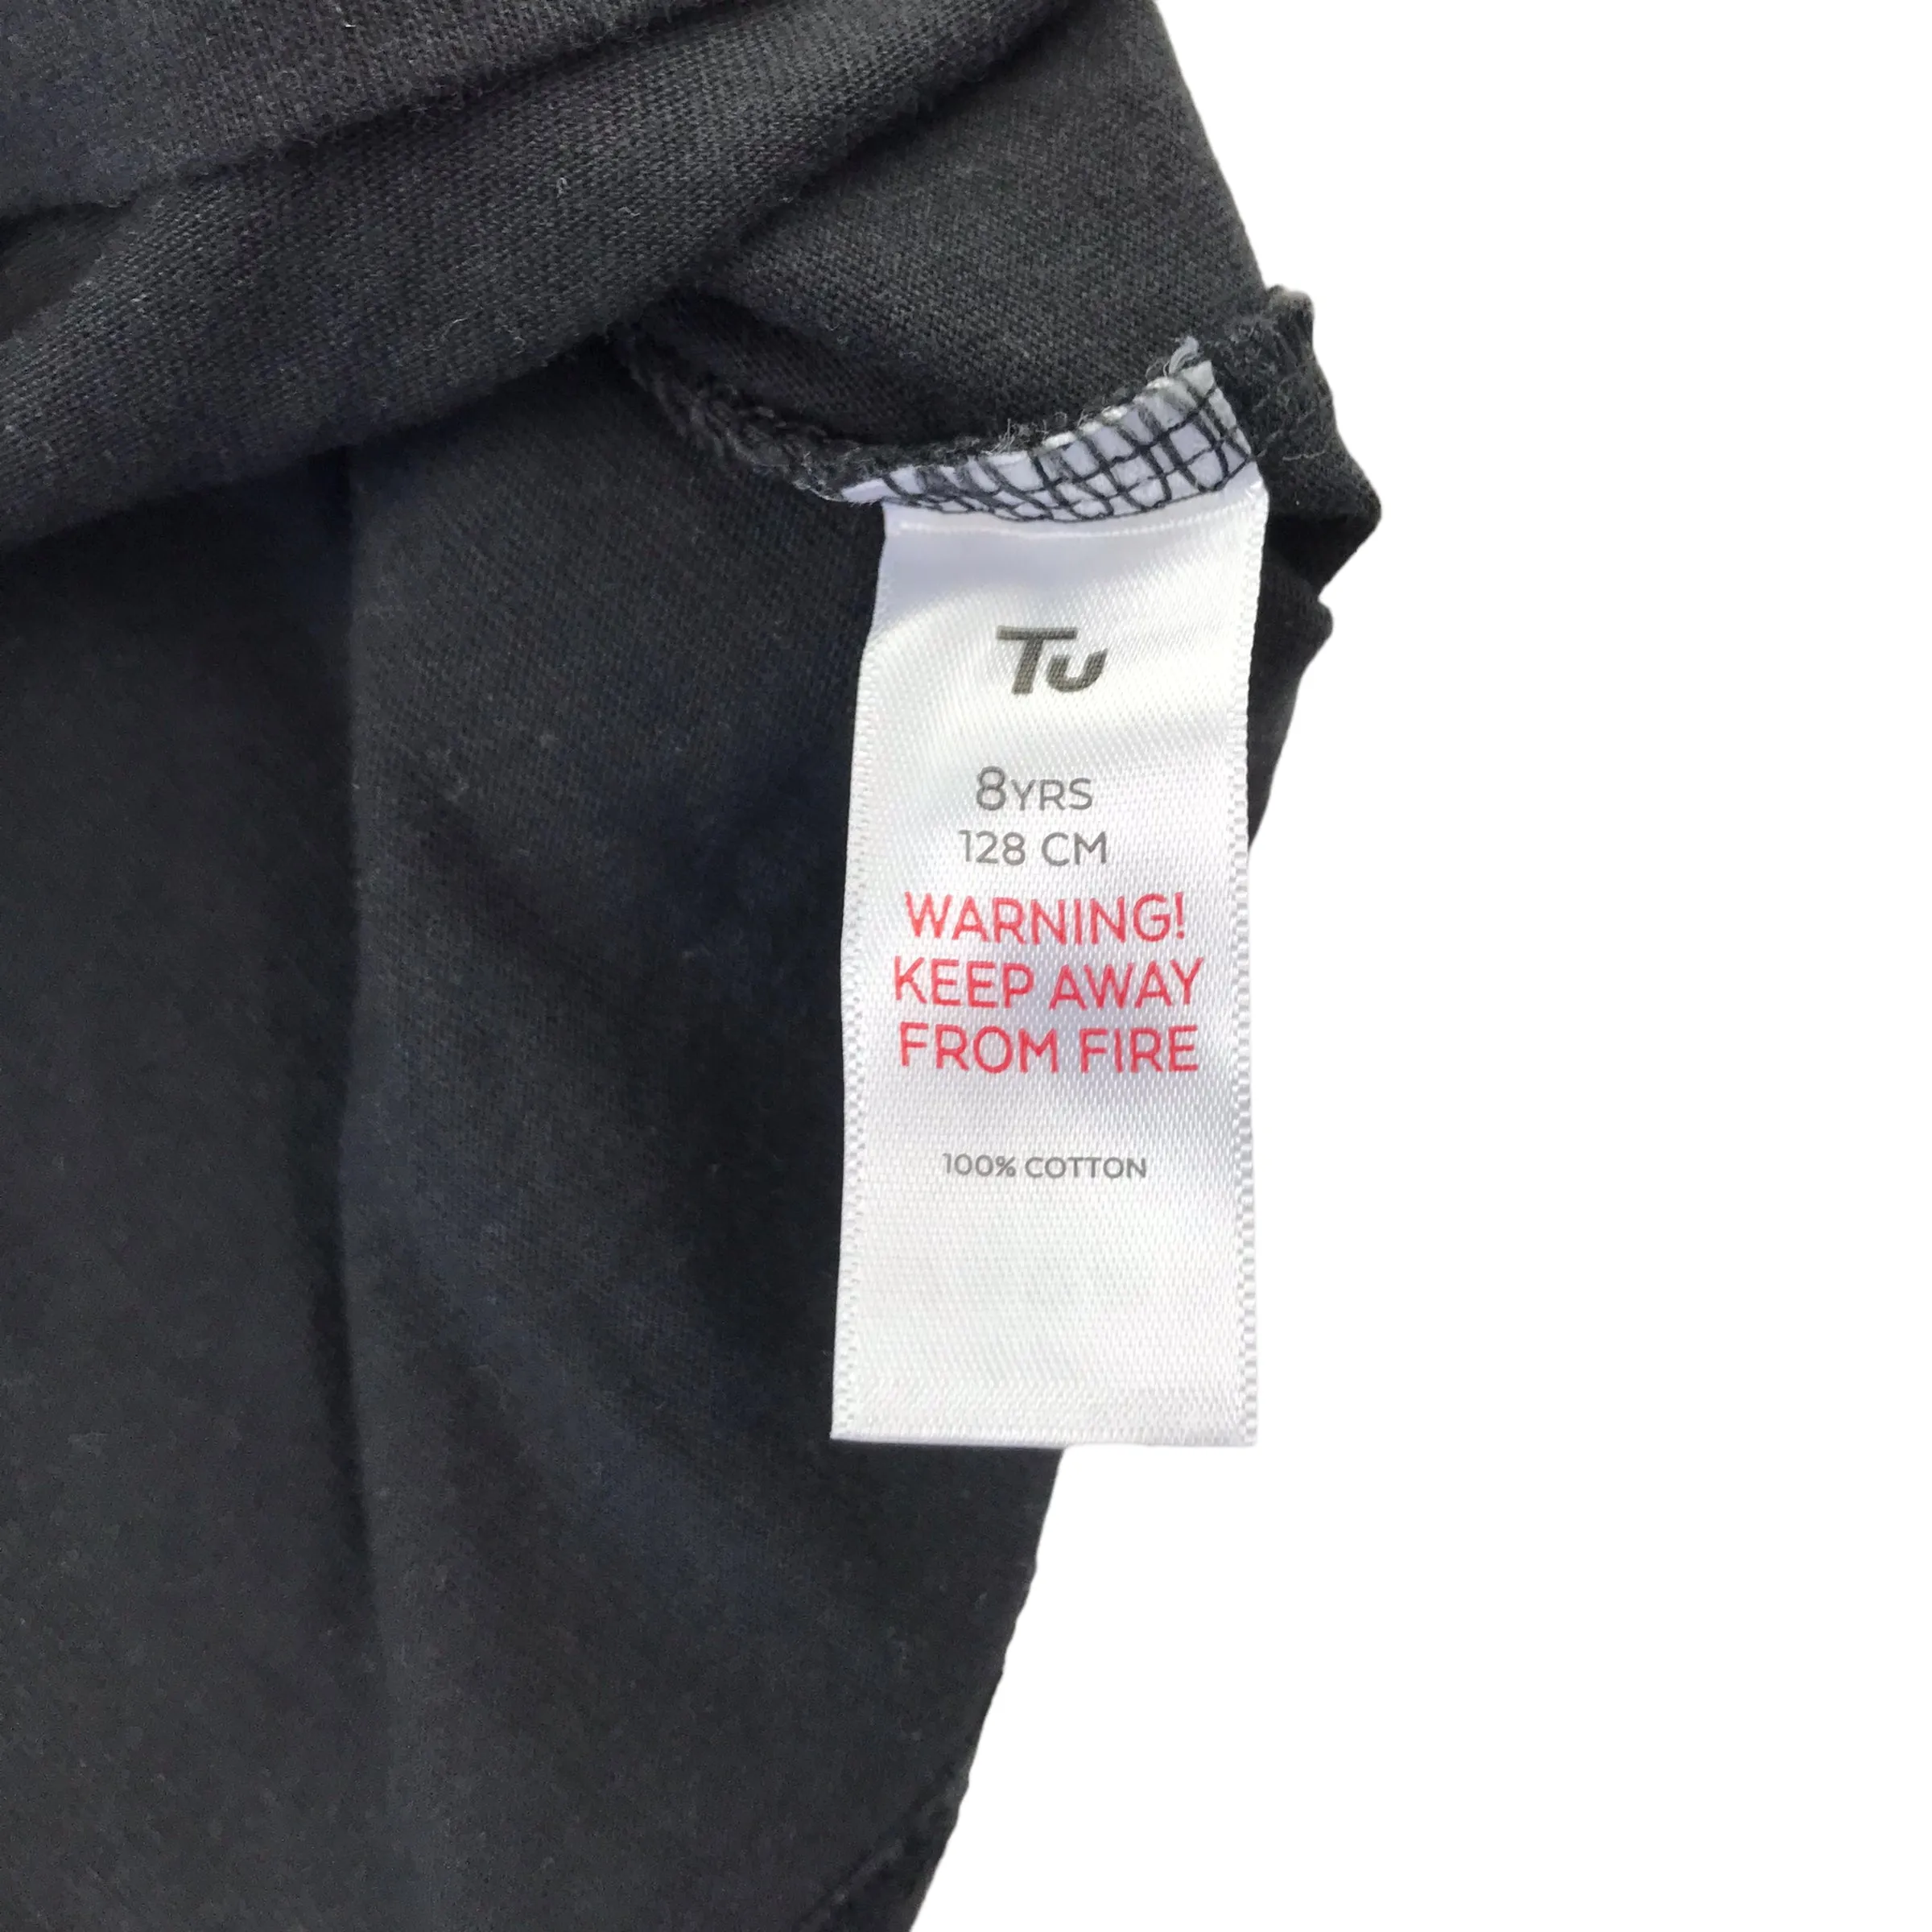 Tu
8YRS
128 CM
WARNING!
KEEP AWAY
FROM FIRE
100% COTTON